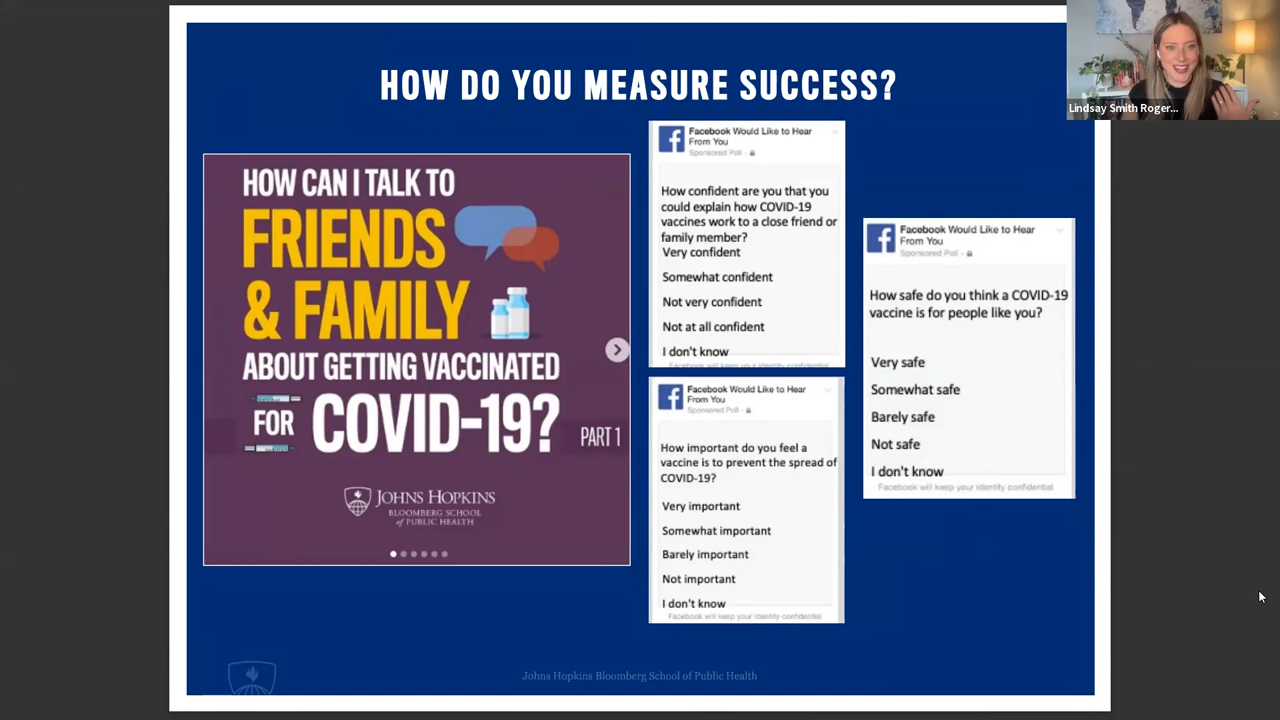 HOW DO YOU MEASURE SUCCESS?
Lindsay Smith Roger...
HOW CAN I TALK TO
FRIENDS
& FAMILY
ABOUT GETTING VACCINATED
FOR COVID-19?
PART 1
JOHNS HOPKINS
BLOOMBERG SCHOOL
of PUBLIC HEALTH
Facebook Would Like to Hear
From You
Sponsored Poll -
How confident are you that you
could explain how COVID-19
vaccines work to a close friend or
family member?
Very confident
Somewhat confident
Not very confident
Not at all confident
I don't know
Facebook will keep your identity confidential
Facebook Would Like to Hear
From You
Sponsored Poll -
How important do you feel a
vaccine is to prevent the spread of
COVID-19?
Very important
Somewhat important
Barely important
Not important
I don't know
Facebook will keep your identity confidential
Facebook Would Like to Hear
From You
Sponsored Poll -
How safe do you think a COVID-19
vaccine is for people like you?
Very safe
Somewhat safe
Barely safe
Not safe
I don't know
Facebook will keep your identity confidential
Johns Hopkins Bloomberg School of Public Health